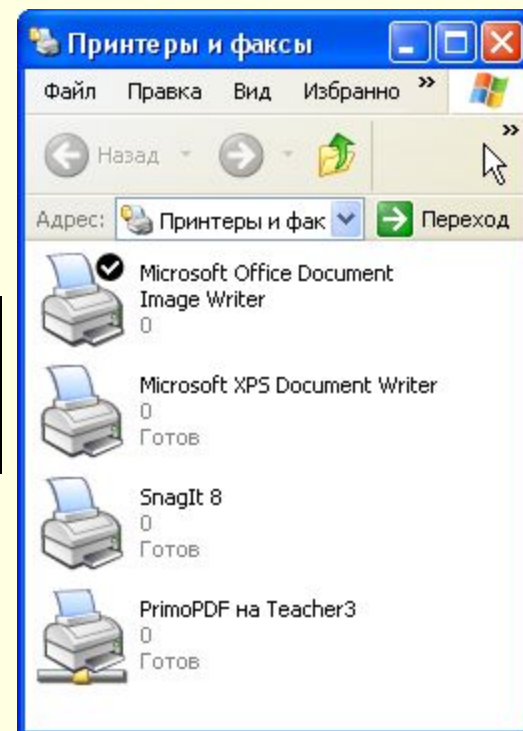 Принтеры и факсы
Файл Правка Вид Избранно »
Назад »
Адрес: Принтеры и фак Переход
Microsoft Office Document
Image Writer
0
Microsoft XPS Document Writer
0
Готов
SnagIt 8
0
Готов
PrimoPDF на Teacher3
0
Готов